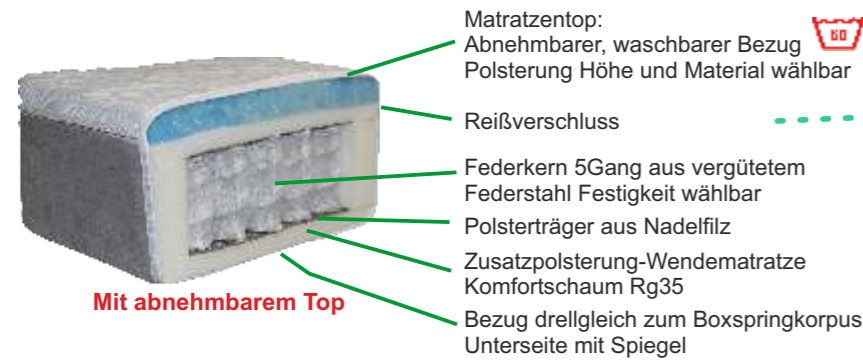 Matratzentop:
Abnehmbarer, waschbarer Bezug
60
Polsterung Höhe und Material wählbar
Reißverschluss
Federkern 5Gang aus vergütetem
Federstahl Festigkeit wählbar
Polsterträger aus Nadelfilz
Zusatzpolsterung-Wendematratze
Komfortschaum Rg35
Mit abnehmbarem Top
Bezug drellgleich zum Boxspringkorpus
Unterseite mit Spiegel